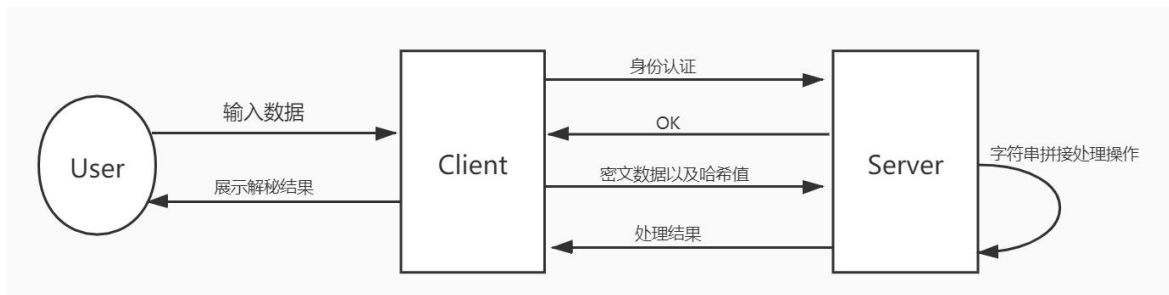 User
输入数据
展示解秘结果
Client
身份认证
OK
密文数据以及哈希值
处理结果
Server
字符串拼接处理操作